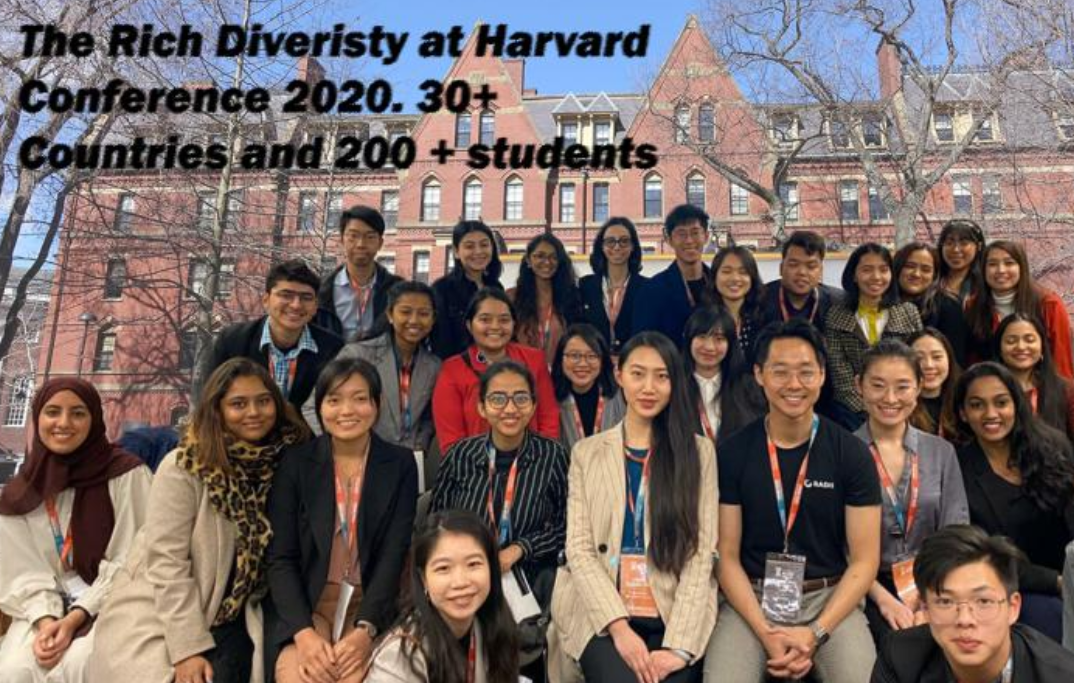 The Rich Diveristy at Harvard
Conference 2020. 30+
Countries and 200 + students